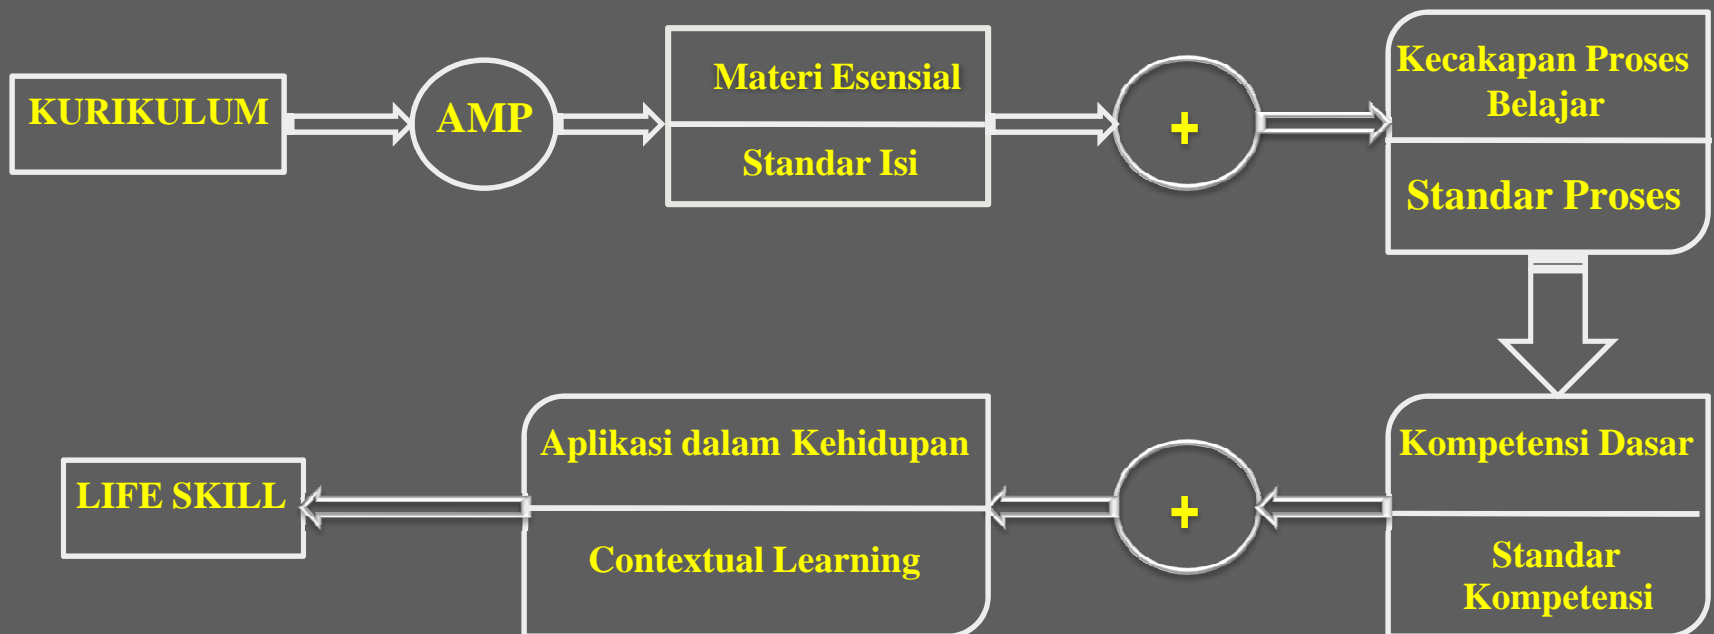 KURIKULUM
AMP
Materi Esensial
Standar Isi
+
Kecakapan Proses
Belajar
Standar Proses
Kompetensi Dasar
Standar
Kompetensi
+
Aplikasi dalam Kehidupan
Contextual Learning
LIFE SKILL